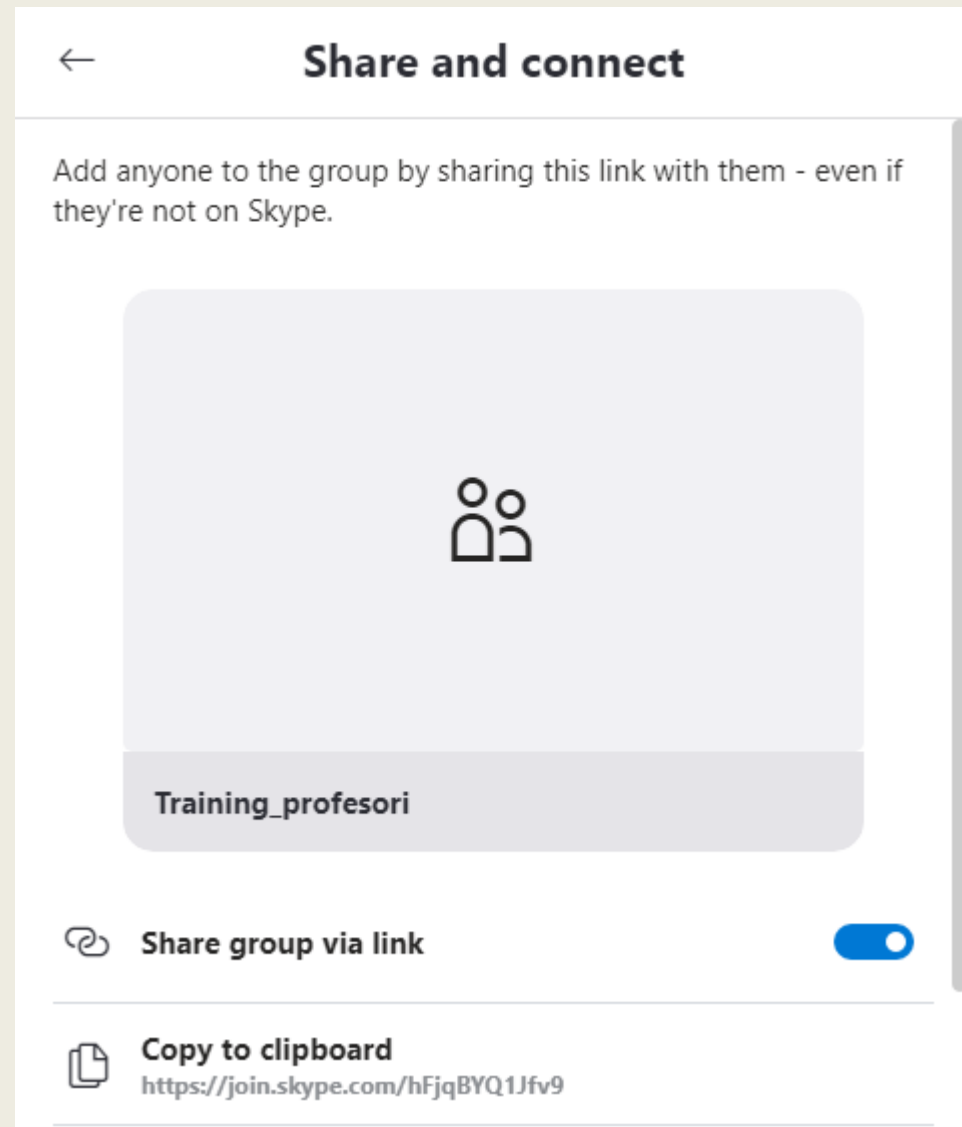 Share and connect
Add anyone to the group by sharing this link with them - even if
they're not on Skype.
Training_profesori
Share group via link
Copy to clipboard
https://join.skype.com/hFjqBYQ1Jfv9